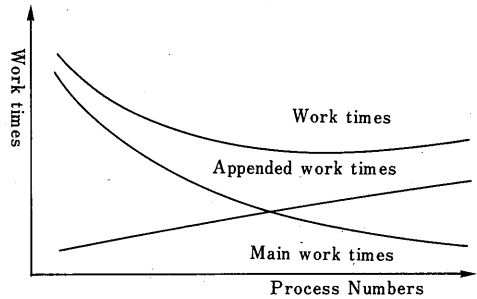 Work times
Work times
Appended work times
Main work times
Process Numbers